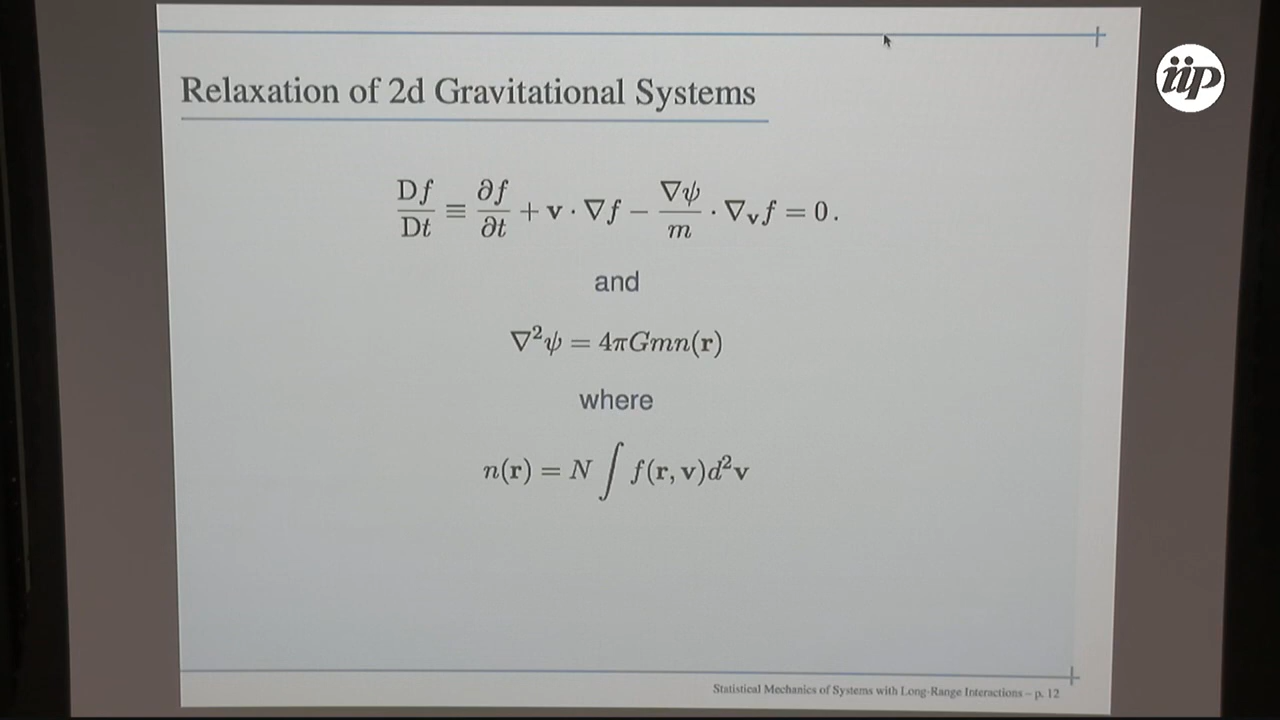 iip
Relaxation of 2d Gravitational Systems
Df/Dt ≡ ∂f/∂t + v · ∇f − ∇ψ/m · ∇_v f = 0 .
and
∇²ψ = 4πGmn(r)
where
n(r) = N ∫ f(r, v)d²v
Statistical Mechanics of Systems with Long-Range Interactions – p. 12